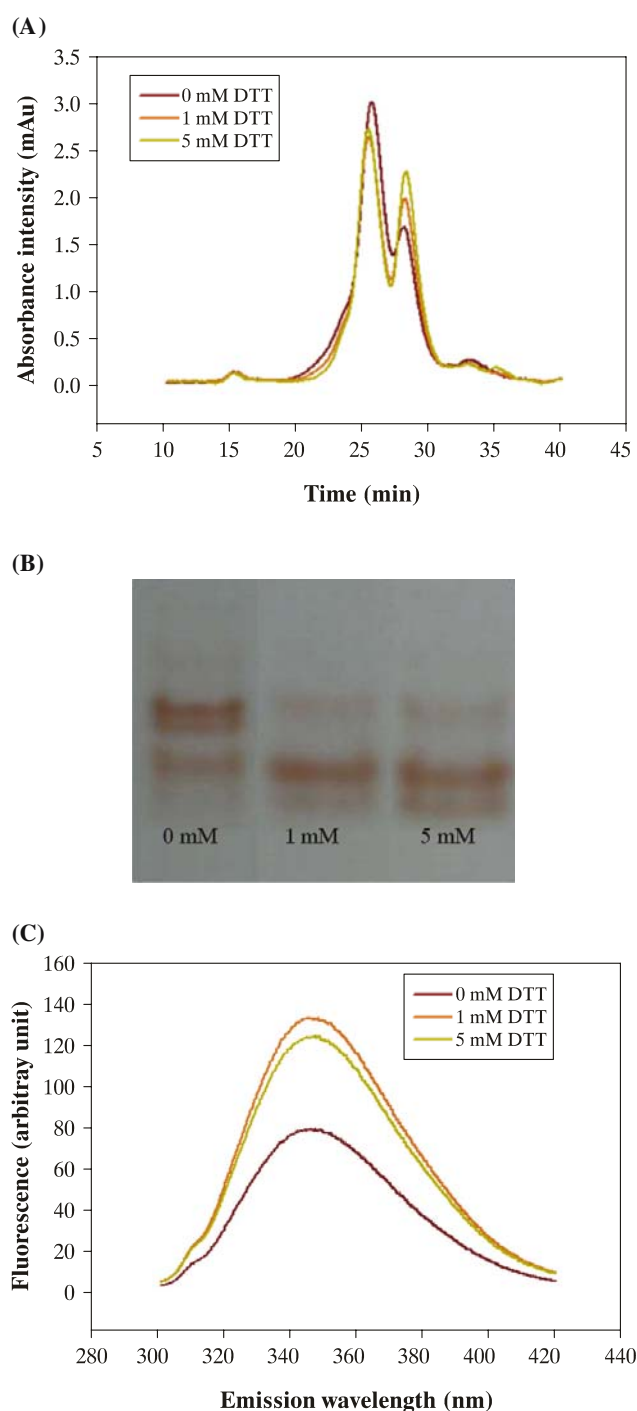 (A)
3.5
3.0
2.5
2.0
1.5
1.0
0.5
0.0
Absorbance intensity (mAu)
0 mM DTT
1 mM DTT
5 mM DTT
5 10 15 20 25 30 35 40 45
Time (min)
(B)
0 mM 1 mM 5 mM
(C)
160
140
120
100
80
60
40
20
0
Fluorescence (arbitray unit)
0 mM DTT
1 mM DTT
5 mM DTT
280 300 320 340 360 380 400 420 440
Emission wavelength (nm)